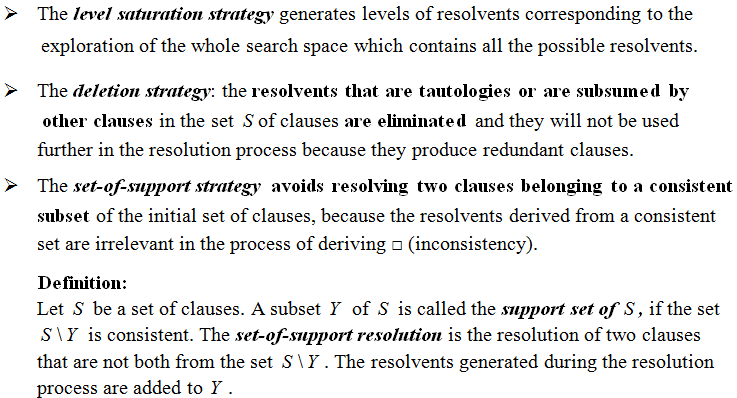 ➤ The level saturation strategy generates levels of resolvents corresponding to the
exploration of the whole search space which contains all the possible resolvents.
➤ The deletion strategy: the resolvents that are tautologies or are subsumed by
other clauses in the set S of clauses are eliminated and they will not be used
further in the resolution process because they produce redundant clauses.
➤ The set-of-support strategy avoids resolving two clauses belonging to a consistent
subset of the initial set of clauses, because the resolvents derived from a consistent
set are irrelevant in the process of deriving □ (inconsistency).
Definition:
Let S be a set of clauses. A subset Y of S is called the support set of S, if the set
S \ Y is consistent. The set-of-support resolution is the resolution of two clauses
that are not both from the set S \ Y. The resolvents generated during the resolution
process are added to Y.